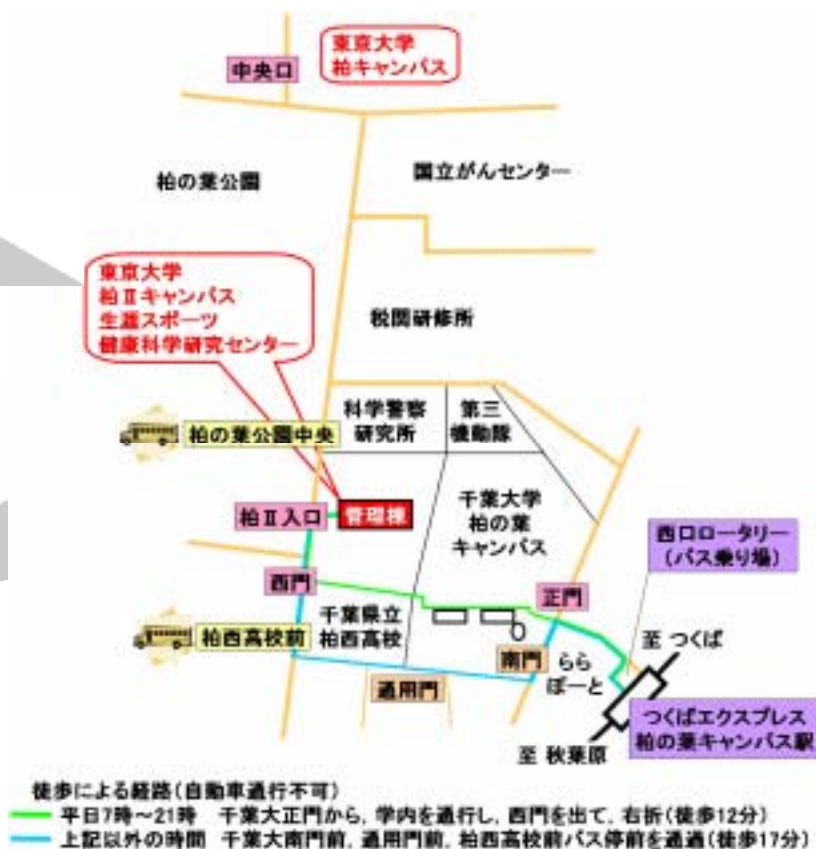 東京大学
柏キャンパス
中央口
柏の葉公園
国立がんセンター
東京大学
柏Ⅱキャンパス
生涯スポーツ
健康科学研究センター
税関研修所
科学警察
研究所
第三
機動隊
柏の葉公園中央
千葉大学
柏の葉
キャンパス
柏Ⅱ入口
管理棟
西口ロータリー
(バス乗り場)
西門
正門
千葉県立
柏西高校
柏西高校前
南門
らら
ぽーと
至 つくば
通用門
つくばエクスプレス
柏の葉キャンパス駅
至 秋葉原
徒歩による経路(自動車通行不可)
平日7時～21時 千葉大正門から, 学内を通行し, 西門を出て, 右折(徒歩12分)
上記以外の時間 千葉大南門前, 通用門前, 柏西高校前バス停前を通過(徒歩17分)